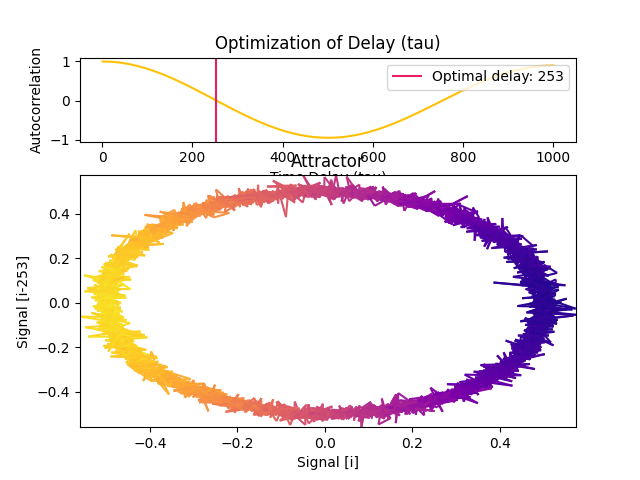 Optimization of Delay (tau)
Autocorrelation
1
0
−1
Optimal delay: 253
0 200 400 600 800 1000
Time Delay (tau)
Attractor
Signal [i-253]
0.4
0.2
0.0
−0.2
−0.4
−0.4 −0.2 0.0 0.2 0.4
Signal [i]